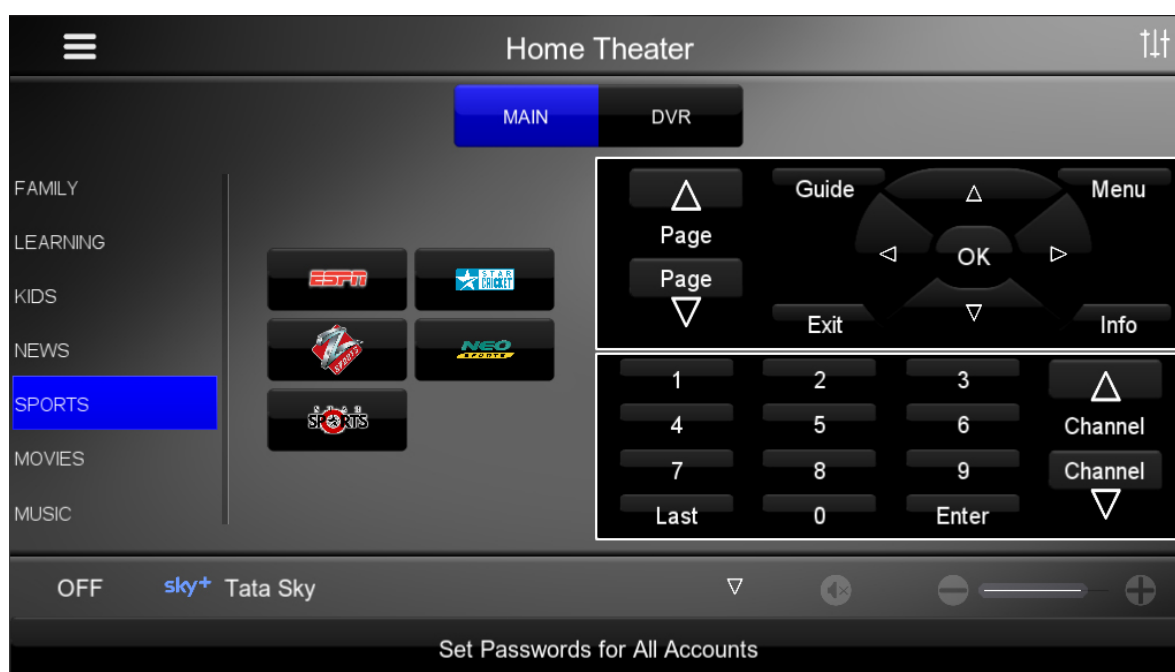 Home Theater
MAIN
DVR
FAMILY
LEARNING
KIDS
NEWS
SPORTS
MOVIES
MUSIC
ESPN
STAR
CRICKET
Z
SPORTS
NEO
SPORTS
STAR
SPORTS
Page
Page
Guide
Menu
OK
Exit
Info
1 2 3
4 5 6
7 8 9
Last 0 Enter
Channel
Channel
OFF
sky+ Tata Sky
Set Passwords for All Accounts